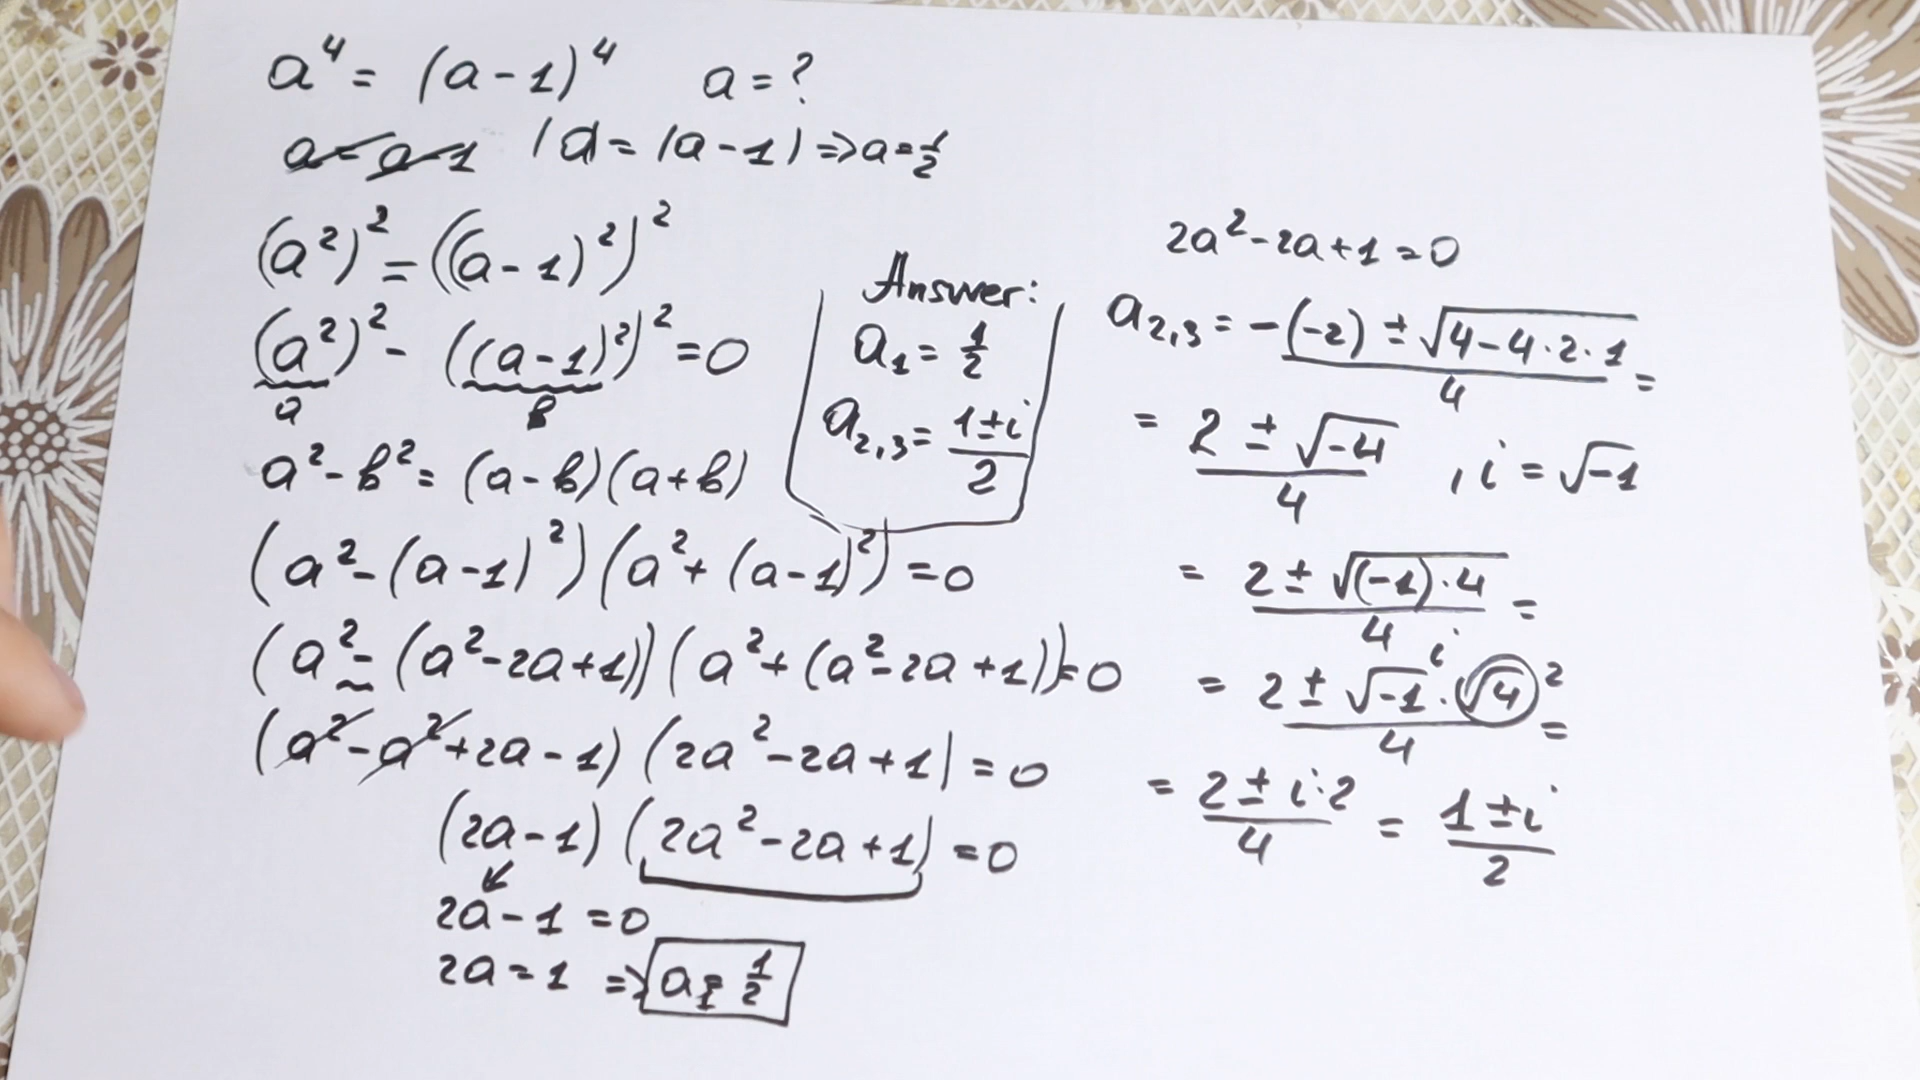 a⁴ = (a-1)⁴ a = ?
a = a-1 |a| = |a-1| ⇒ a = 1/2
(a²)² = ((a-1)²)²
(a²)² - ((a-1)²)² = 0
a в
a² - в² = (a-в)(a+в)
(a² - (a-1)²)(a² + (a-1)²) = 0
(a² - (a²-2a+1))(a² + (a²-2a+1)) = 0
(a² - a² + 2a - 1)(2a² - 2a + 1) = 0
(2a-1)(2a² - 2a + 1) = 0
2a - 1 = 0
2a = 1 ⇒ a₁ = 1/2
Answer:
a₁ = 1/2
a₂,₃ = (1±i)/2
2a² - 2a + 1 = 0
a₂,₃ = (-(-2) ± √(4-4·2·1))/4 =
= (2 ± √-4)/4 , i = √-1
= (2 ± √((-1)·4))/4 =
= (2 ± √-1 · √4)/4 = i 2
= (2 ± i·2)/4 = (1±i)/2